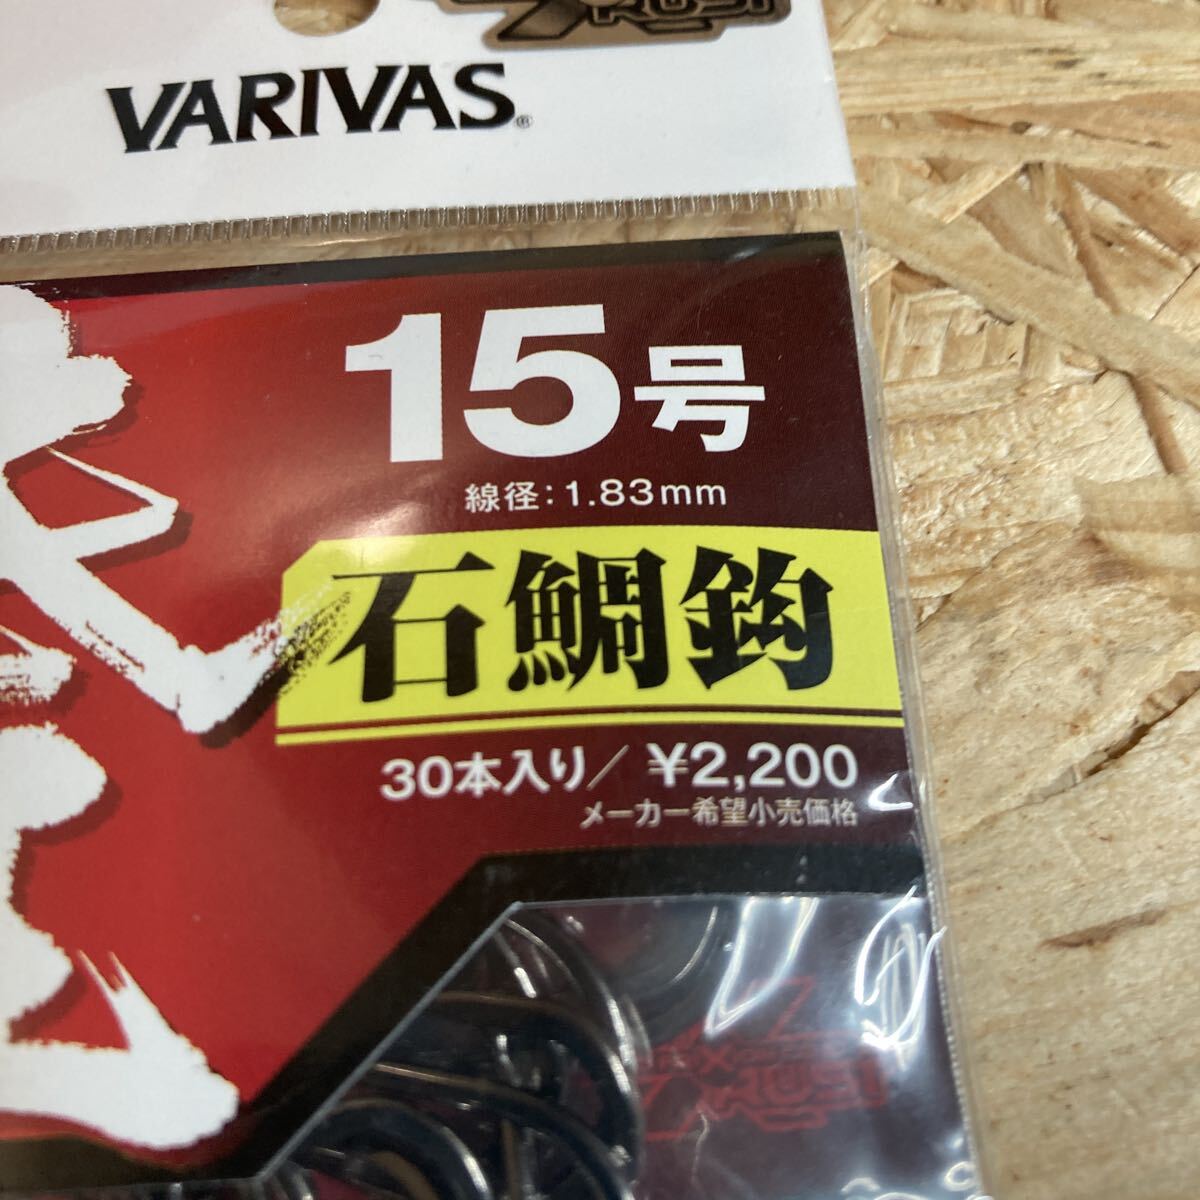 VARIVAS®
15号
線径：1.83mm
石鯛鈎
30本入り／¥2,200
メーカー希望小売価格